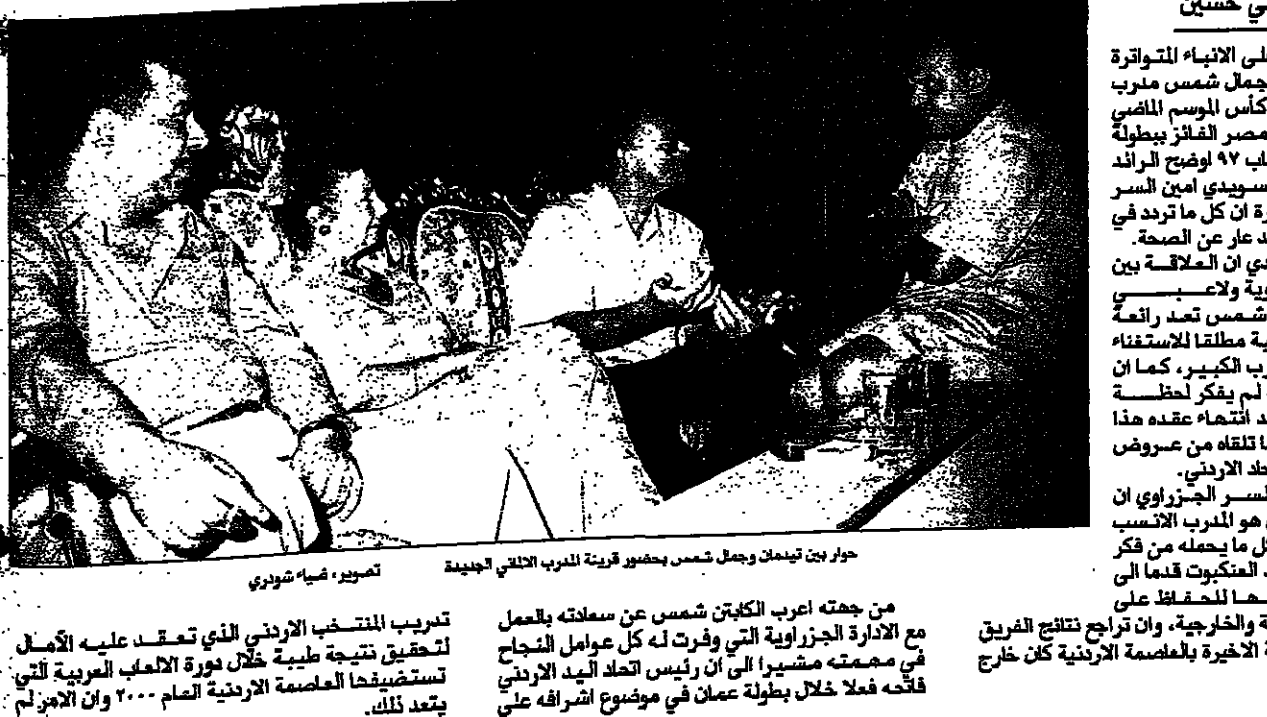 ي حسين
لى الانباء المتواترة
جمال شمس مدرب
كأس الموسم الماضي
مصر الفائز ببطولة
اب ٩٧ اوضح الرائد
سويدي امين السر
رة ان كل ما تردد في
د عار عن الصحة.
دي ان العلاقة بين
وية ولاعبي
شمس تعد رائعة
ية مطلقا للاستغناء
رب الكبير، كما ان
لم يفكر لحظة
د انتهاء عقده هذا
ا تلقاه من عروض
حاد الاردني.
لسر الجزراوي ان
هو المدرب الانسب
كل ما يحمله من فكر
العنكبوت قدما الى
ها للحفاظ على
ة والخارجية، وان تراجع نتائج الفريق
ة الاخيرة بالعاصمة الاردنية كان خارج
حوار بين تيدمان وجمال شمس بحضور قرينة المدرب الالماني الجديدة
تصوير، ضياء شودري
من جهته اعرب الكابتن شمس عن سعادته بالعمل
مع الادارة الجزراوية التي وفرت له كل عوامل النجاح
في مهمته مشيرا الى ان رئيس اتحاد اليد الاردني
فاتحه فعلا خلال بطولة عمان في موضوع اشرافه على
تدريب المنتخب الاردني الذي تعقد عليه الآمال
لتحقيق نتيجة طيبة خلال دورة الالعاب العربية التي
تستضيفها العاصمة الاردنية العام ٢٠٠٠ وان الامر لم
يتعد ذلك.